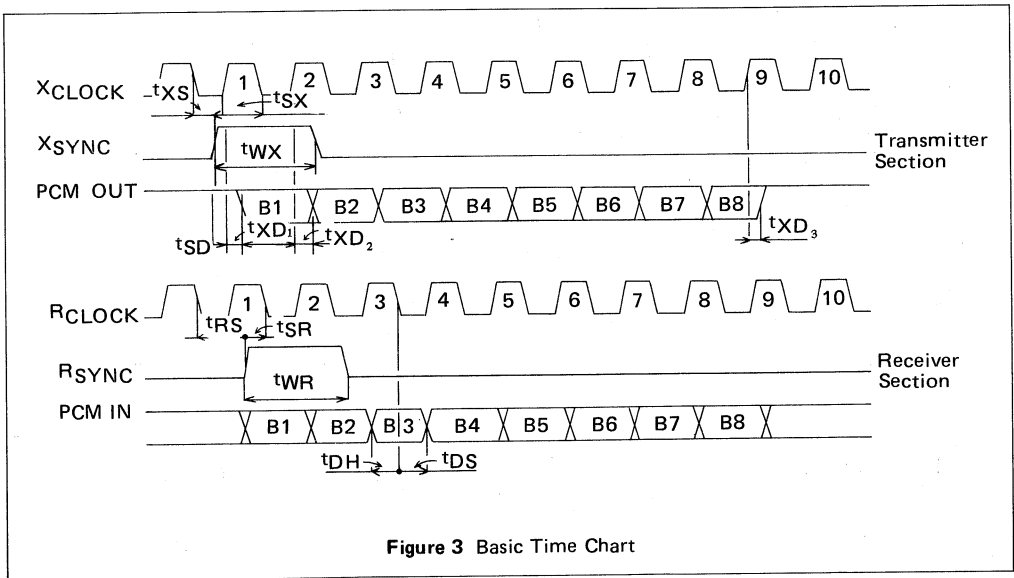 XCLOCK 1 2 3 4 5 6 7 8 9 10
tXS tSX
XSYNC tWX Transmitter
Section
PCM OUT B1 B2 B3 B4 B5 B6 B7 B8
tSD tXD1 tXD2 tXD3
RCLOCK 1 2 3 4 5 6 7 8 9 10
tRS tSR
RSYNC tWR Receiver
Section
PCM IN B1 B2 B3 B4 B5 B6 B7 B8
tDH tDS
Figure 3 Basic Time Chart